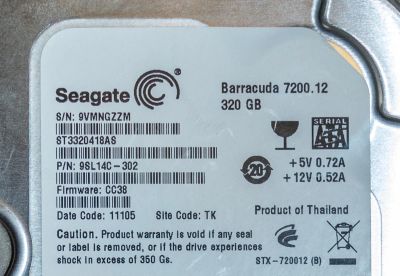 Seagate
Barracuda 7200.12
320 GB
S/N: 9VMNGZZM
ST3320418AS
P/N: 9SL14C-302
Firmware: CC38
Date Code: 11105 Site Code: TK
SERIAL
ATA
20
+5V 0.72A
+12V 0.52A
Product of Thailand
Caution. Product warranty is void if any seal
or label is removed, or if the drive experiences
shock in excess of 350 Gs.
STX-720012 (B)